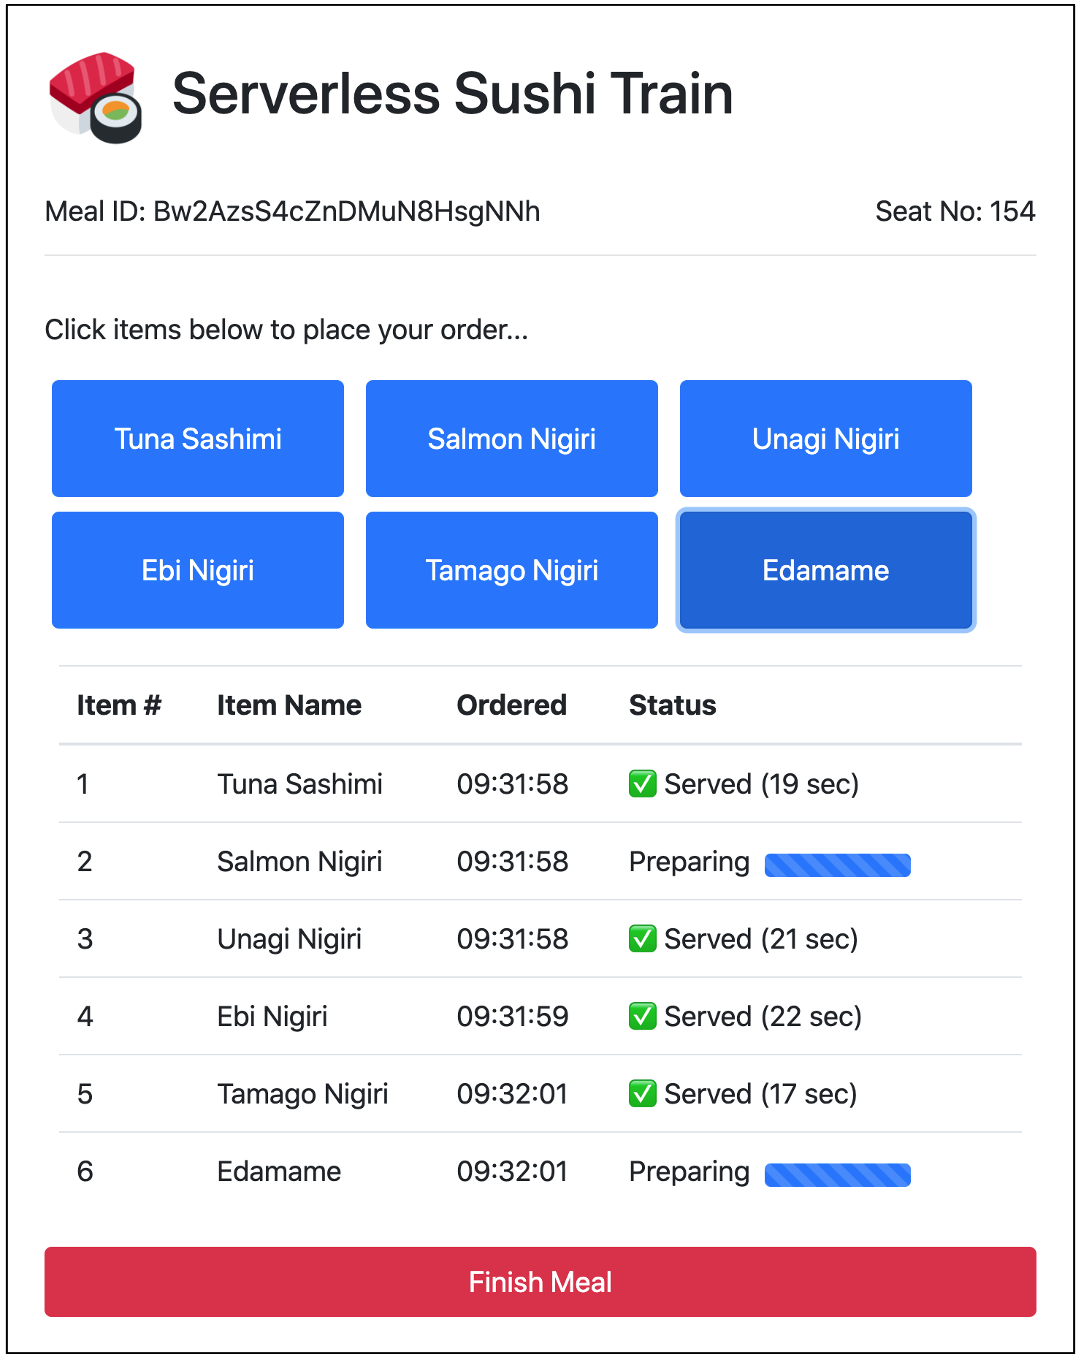 Serverless Sushi Train
Meal ID: Bw2AzsS4cZnDMuN8HsgNNh Seat No: 154
Click items below to place your order...
Tuna Sashimi Salmon Nigiri Unagi Nigiri
Ebi Nigiri Tamago Nigiri Edamame
Item # Item Name Ordered Status
1 Tuna Sashimi 09:31:58 ✅ Served (19 sec)
2 Salmon Nigiri 09:31:58 Preparing
3 Unagi Nigiri 09:31:58 ✅ Served (21 sec)
4 Ebi Nigiri 09:31:59 ✅ Served (22 sec)
5 Tamago Nigiri 09:32:01 ✅ Served (17 sec)
6 Edamame 09:32:01 Preparing
Finish Meal